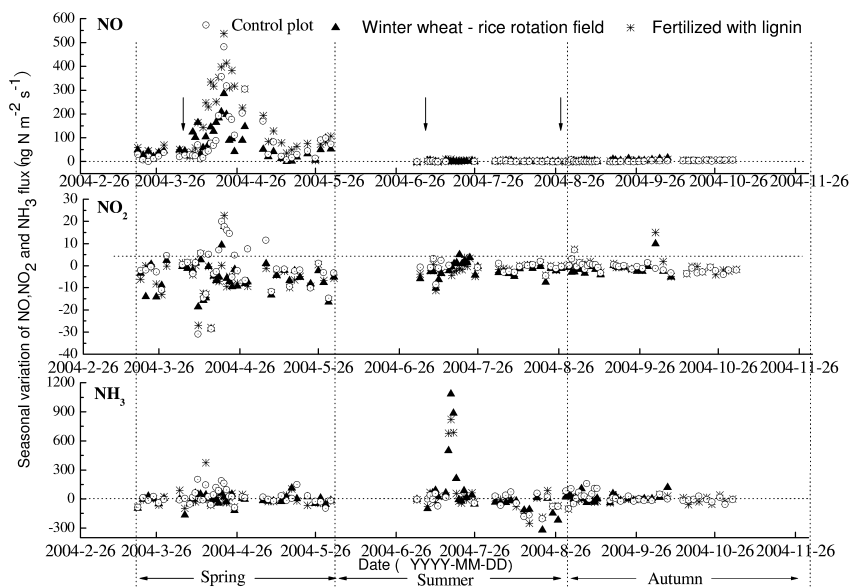 NO
Control plot
Winter wheat - rice rotation field
Fertilized with lignin
600
500
400
300
200
100
0
2004-2-26 2004-3-26 2004-4-26 2004-5-26 2004-6-26 2004-7-26 2004-8-26 2004-9-26 2004-10-26 2004-11-26
Seasonal variation of NO,NO2 and NH3 flux (ng N m-2 s-1)
NO2
30
20
10
0
-10
-20
-30
-40
2004-2-26 2004-3-26 2004-4-26 2004-5-26 2004-6-26 2004-7-26 2004-8-26 2004-9-26 2004-10-26 2004-11-26
NH3
1200
900
600
300
0
-300
2004-2-26 2004-3-26 2004-4-26 2004-5-26 2004-6-26 2004-7-26 2004-8-26 2004-9-26 2004-10-26 2004-11-26
Date ( YYYY-MM-DD)
Spring Summer Autumn